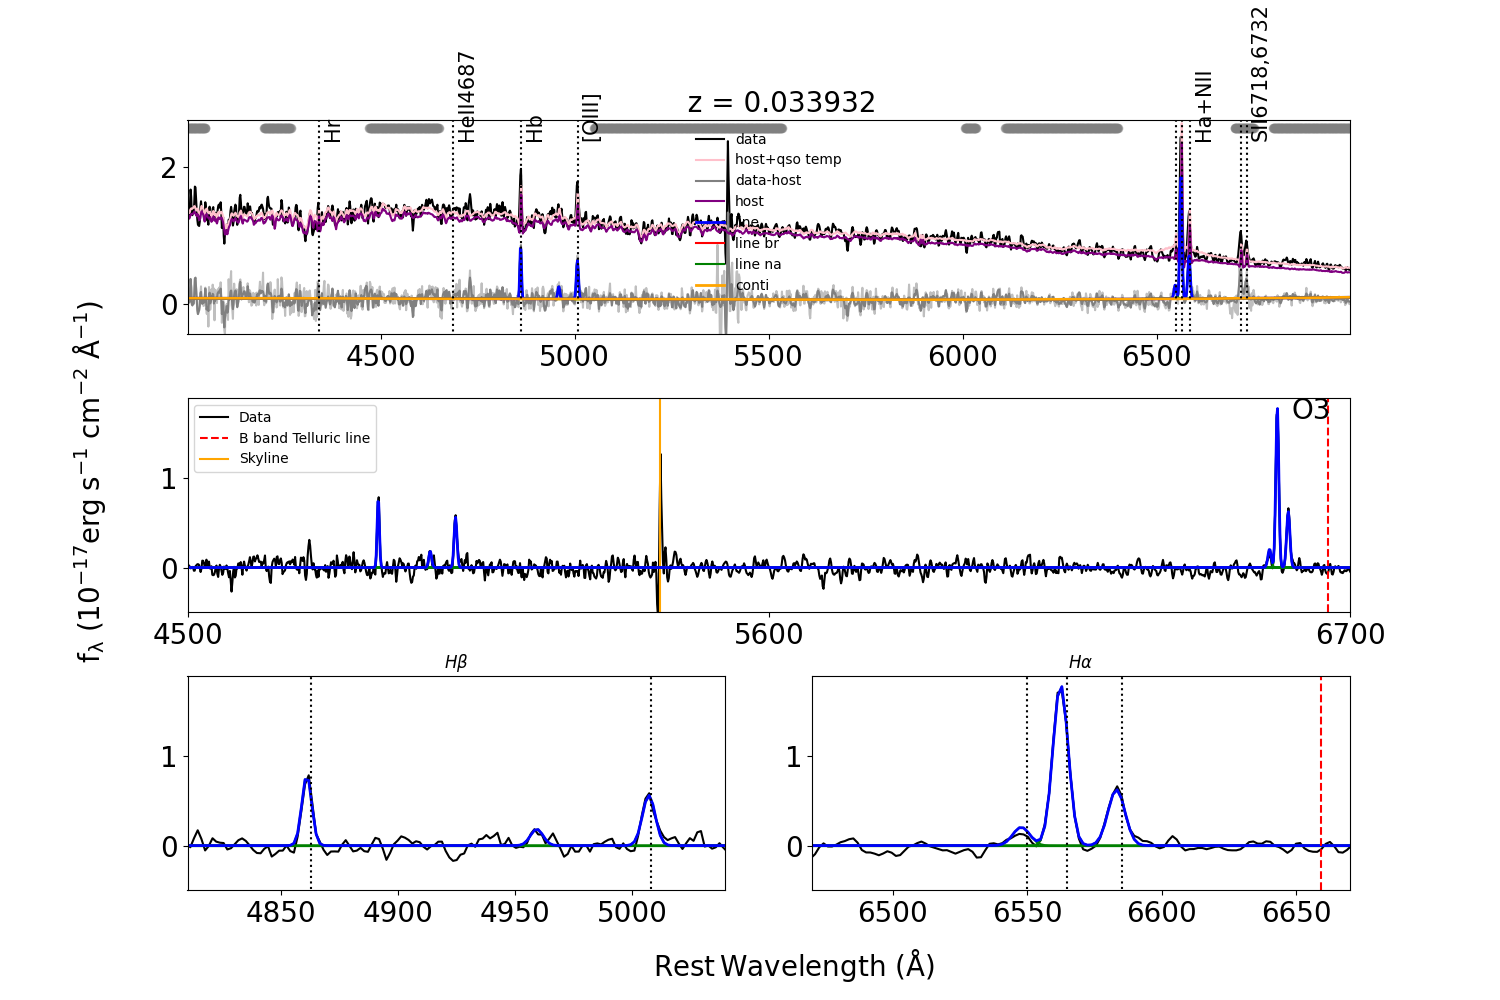 z = 0.033932
Hr
HeII4687
Hb
[OIII]
Ha+NII
SII6718,6732
data
host+qso temp
data-host
host
line
line br
line na
conti
2
1
0
4500
5000
5500
6000
6500
Data
B band Telluric line
Skyline
O3
1
0
4500
5600
6700
fλ (10−17erg s−1 cm−2 Å−1)
Hβ
1
0
4850
4900
4950
5000
Hα
1
0
6500
6550
6600
6650
Rest Wavelength (Å)